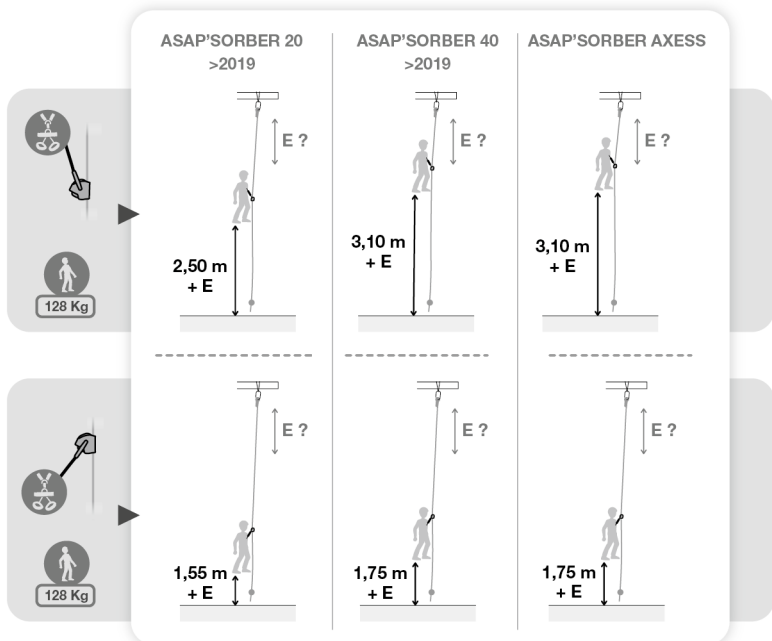 ASAP'SORBER 20
>2019
ASAP'SORBER 40
>2019
ASAP'SORBER AXESS
E ?
E ?
E ?
2,50 m
+ E
3,10 m
+ E
3,10 m
+ E
128 Kg
E ?
E ?
E ?
1,55 m
+ E
1,75 m
+ E
1,75 m
+ E
128 Kg